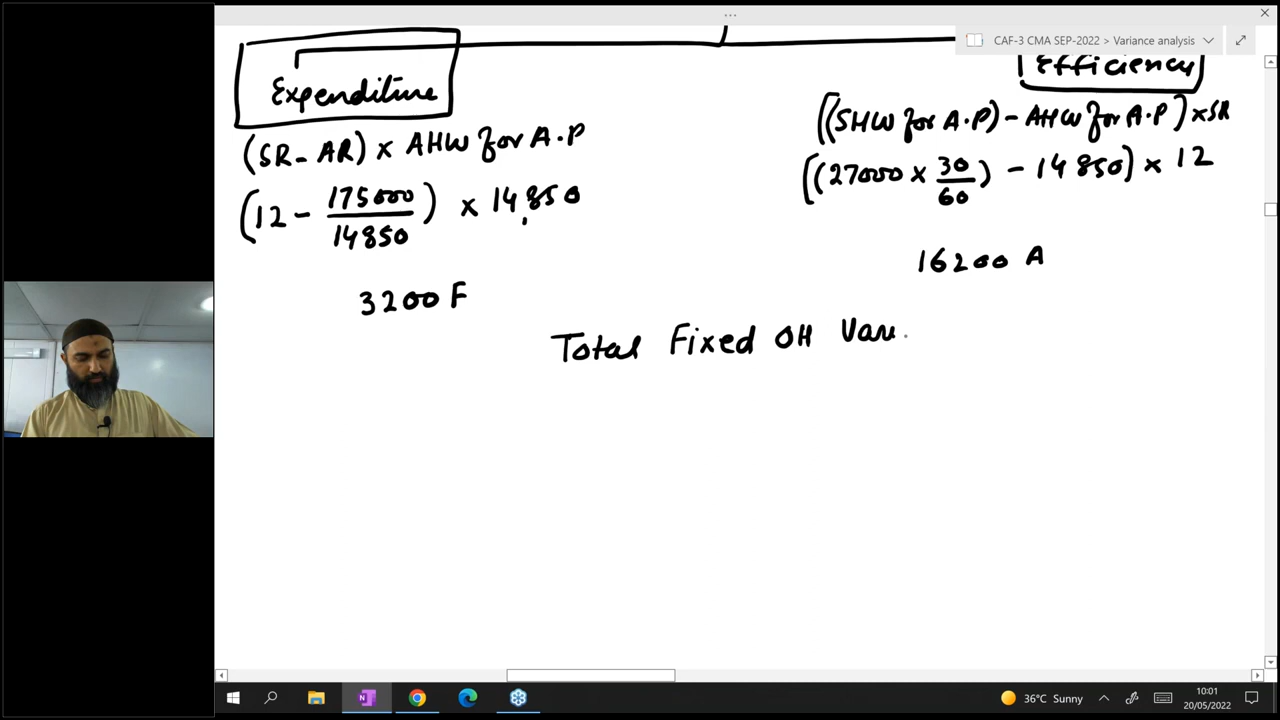 CAF-3 CMA SEP-2022 > Variance analysis
Expenditure
Efficiency
(SR - AR) × AHW for A.P
((SHW for A.P) - AHW for A.P) × SR
(12 - 175000/14850) × 14850
((27000 × 30/60) - 14850) × 12
3200 F
16200 A
Total Fixed OH Vari
36°C Sunny
10:01
20/05/2022